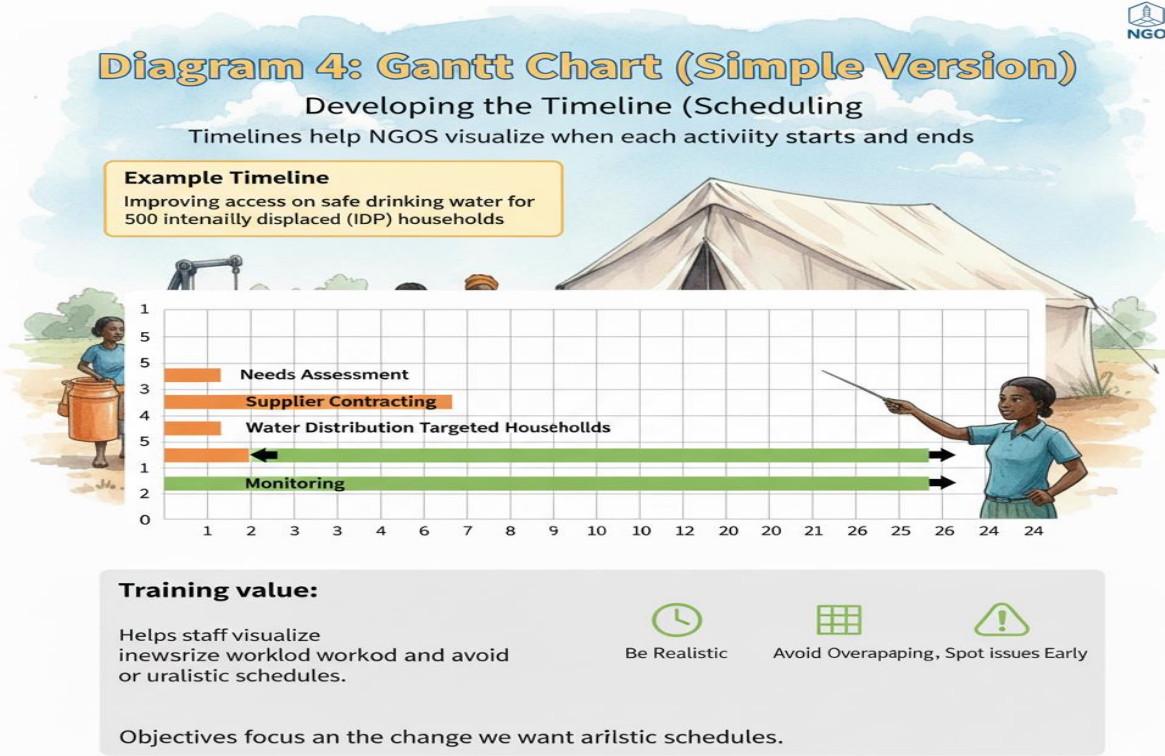 NGO
Diagram 4: Gantt Chart (Simple Version)
Developing the Timeline (Scheduling
Timelines help NGOS visualize when each activiity starts and ends
Example Timeline
Improving access on safe drinking water for
500 intenailly displaced (IDP) households
1
5
5
Needs Assessment
3
Supplier Contracting
4
Water Distribution Targeted Househollds
5
1
Monitoring
2
0
1 2 3 3 4 6 7 8 9 10 10 12 20 20 21 26 25 26 24 24
Training value:
Helps staff visualize
inewsrize worklod workod and avoid
or uralistic schedules.
Be Realistic
Avoid Overapaping, Spot issues Early
Objectives focus an the change we want arilstic schedules.